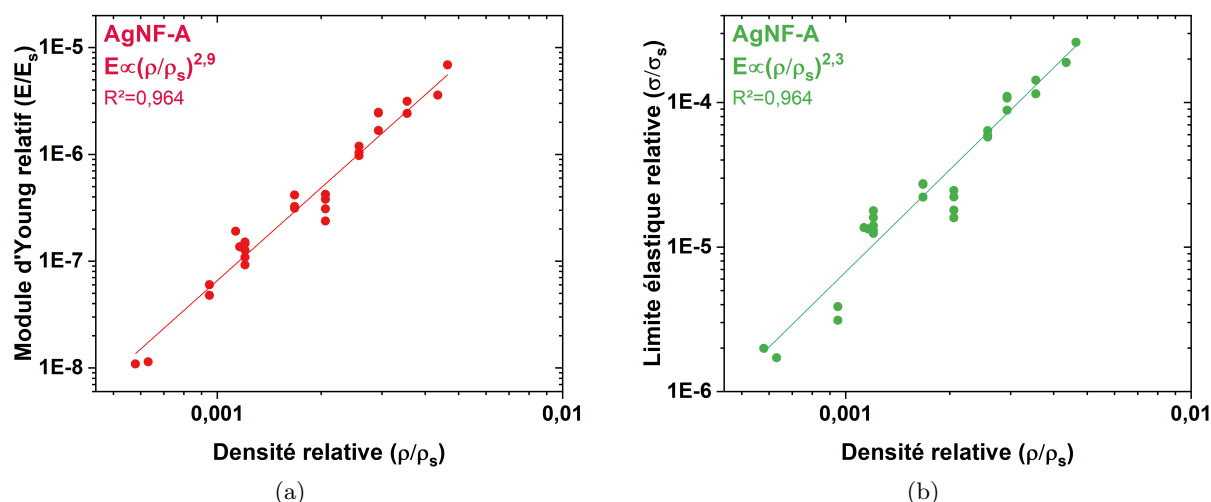 AgNF-A
E∝(ρ/ρₛ)²,⁹
R²=0,964
Module d'Young relatif (E/Eₛ)
1E-5
1E-6
1E-7
1E-8
0,001
0,01
Densité relative (ρ/ρₛ)
(a)
AgNF-A
E∝(ρ/ρₛ)²,³
R²=0,964
Limite élastique relative (σ/σₛ)
1E-4
1E-5
1E-6
0,001
0,01
Densité relative (ρ/ρₛ)
(b)